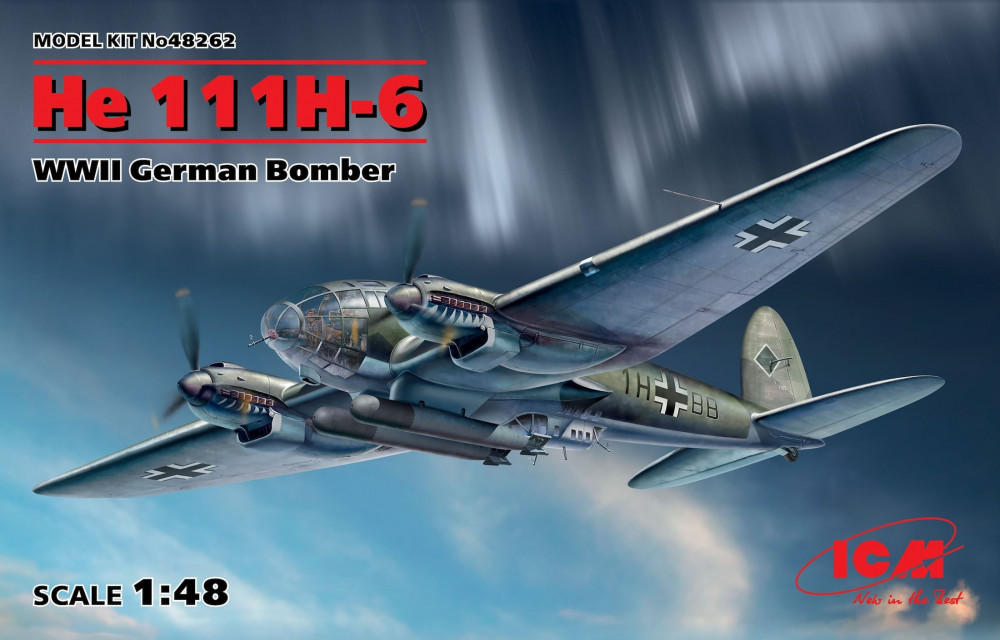 MODEL KIT No48262
He 111H-6
WWII German Bomber
1H BB
SCALE 1:48
ICM
New in the Best